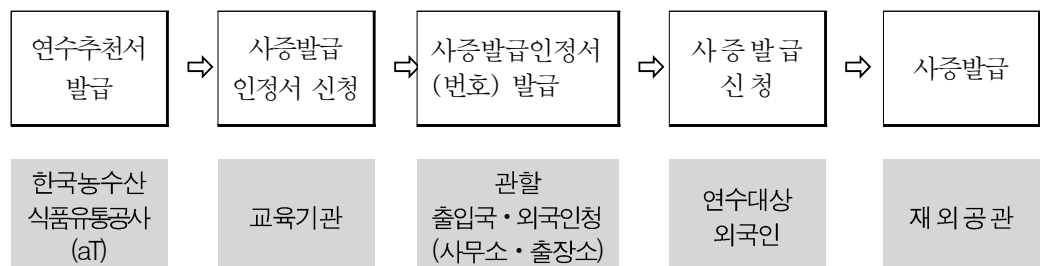 연수추천서
발급
⇨
사증발급
인정서 신청
⇨
사증발급인정서
(번호) 발급
⇨
사증발급
신청
⇨
사증발급
한국농수산
식품유통공사
(aT)
교육기관
관할
출입국・외국인청
(사무소・출장소)
연수대상
외국인
재외공관